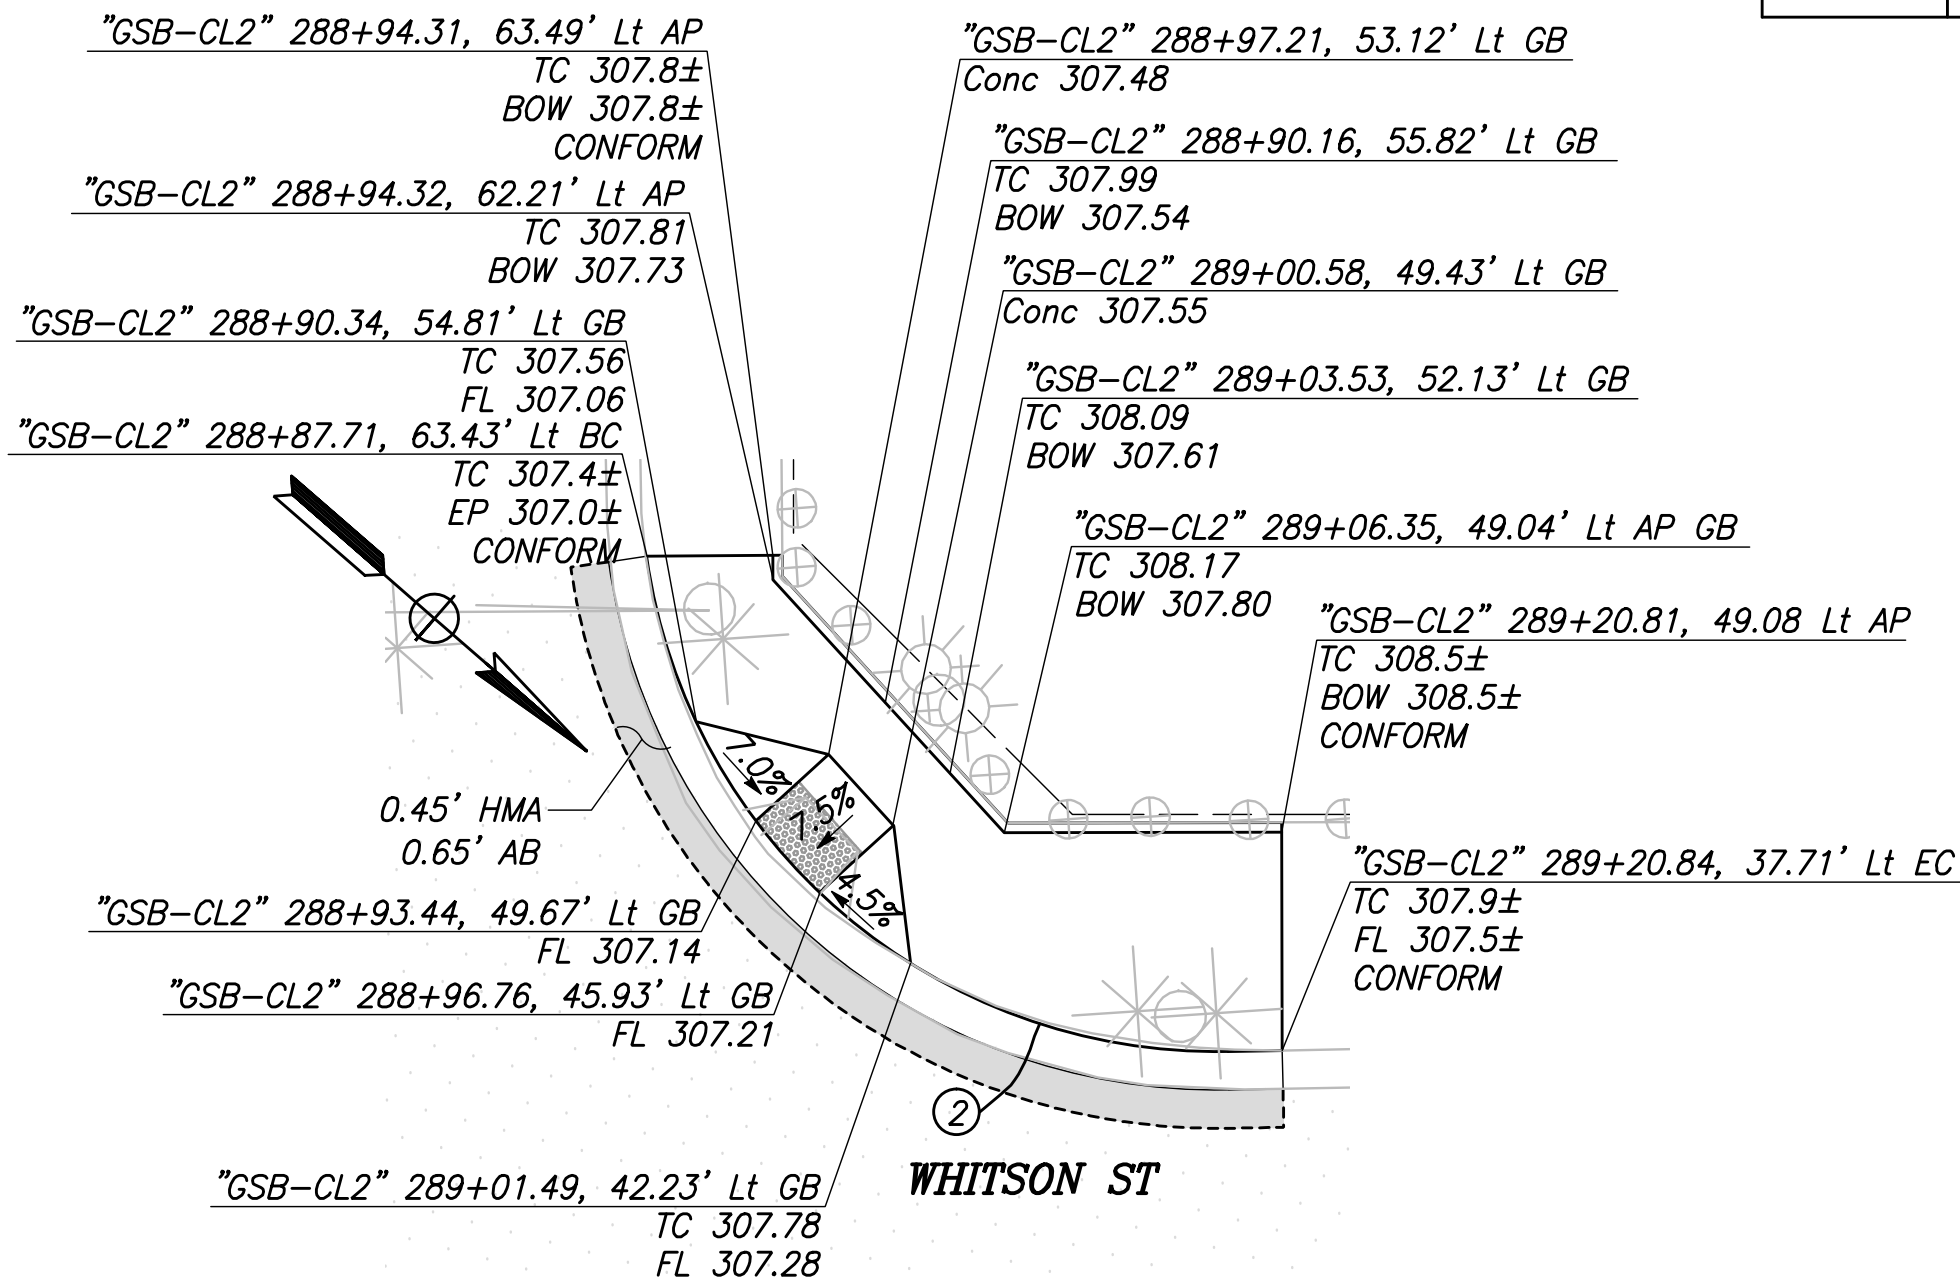 "GSB-CL2" 288+94.31, 63.49' Lt AP
TC 307.8±
BOW 307.8±
CONFORM
"GSB-CL2" 288+94.32, 62.21' Lt AP
TC 307.81
BOW 307.73
"GSB-CL2" 288+90.34, 54.81' Lt GB
TC 307.56
FL 307.06
"GSB-CL2" 288+87.71, 63.43' Lt BC
TC 307.4±
EP 307.0±
CONFORM
"GSB-CL2" 288+97.21, 53.12' Lt GB
Conc 307.48
"GSB-CL2" 288+90.16, 55.82' Lt GB
TC 307.99
BOW 307.54
"GSB-CL2" 289+00.58, 49.43' Lt GB
Conc 307.55
"GSB-CL2" 289+03.53, 52.13' Lt GB
TC 308.09
BOW 307.61
"GSB-CL2" 289+06.35, 49.04' Lt AP GB
TC 308.17
BOW 307.80
"GSB-CL2" 289+20.81, 49.08 Lt AP
TC 308.5±
BOW 308.5±
CONFORM
7.0%
7.5%
4.5%
0.45' HMA
0.65' AB
"GSB-CL2" 289+20.84, 37.71' Lt EC
TC 307.9±
FL 307.5±
CONFORM
"GSB-CL2" 288+93.44, 49.67' Lt GB
FL 307.14
"GSB-CL2" 288+96.76, 45.93' Lt GB
FL 307.21
2
WHITSON ST
"GSB-CL2" 289+01.49, 42.23' Lt GB
TC 307.78
FL 307.28